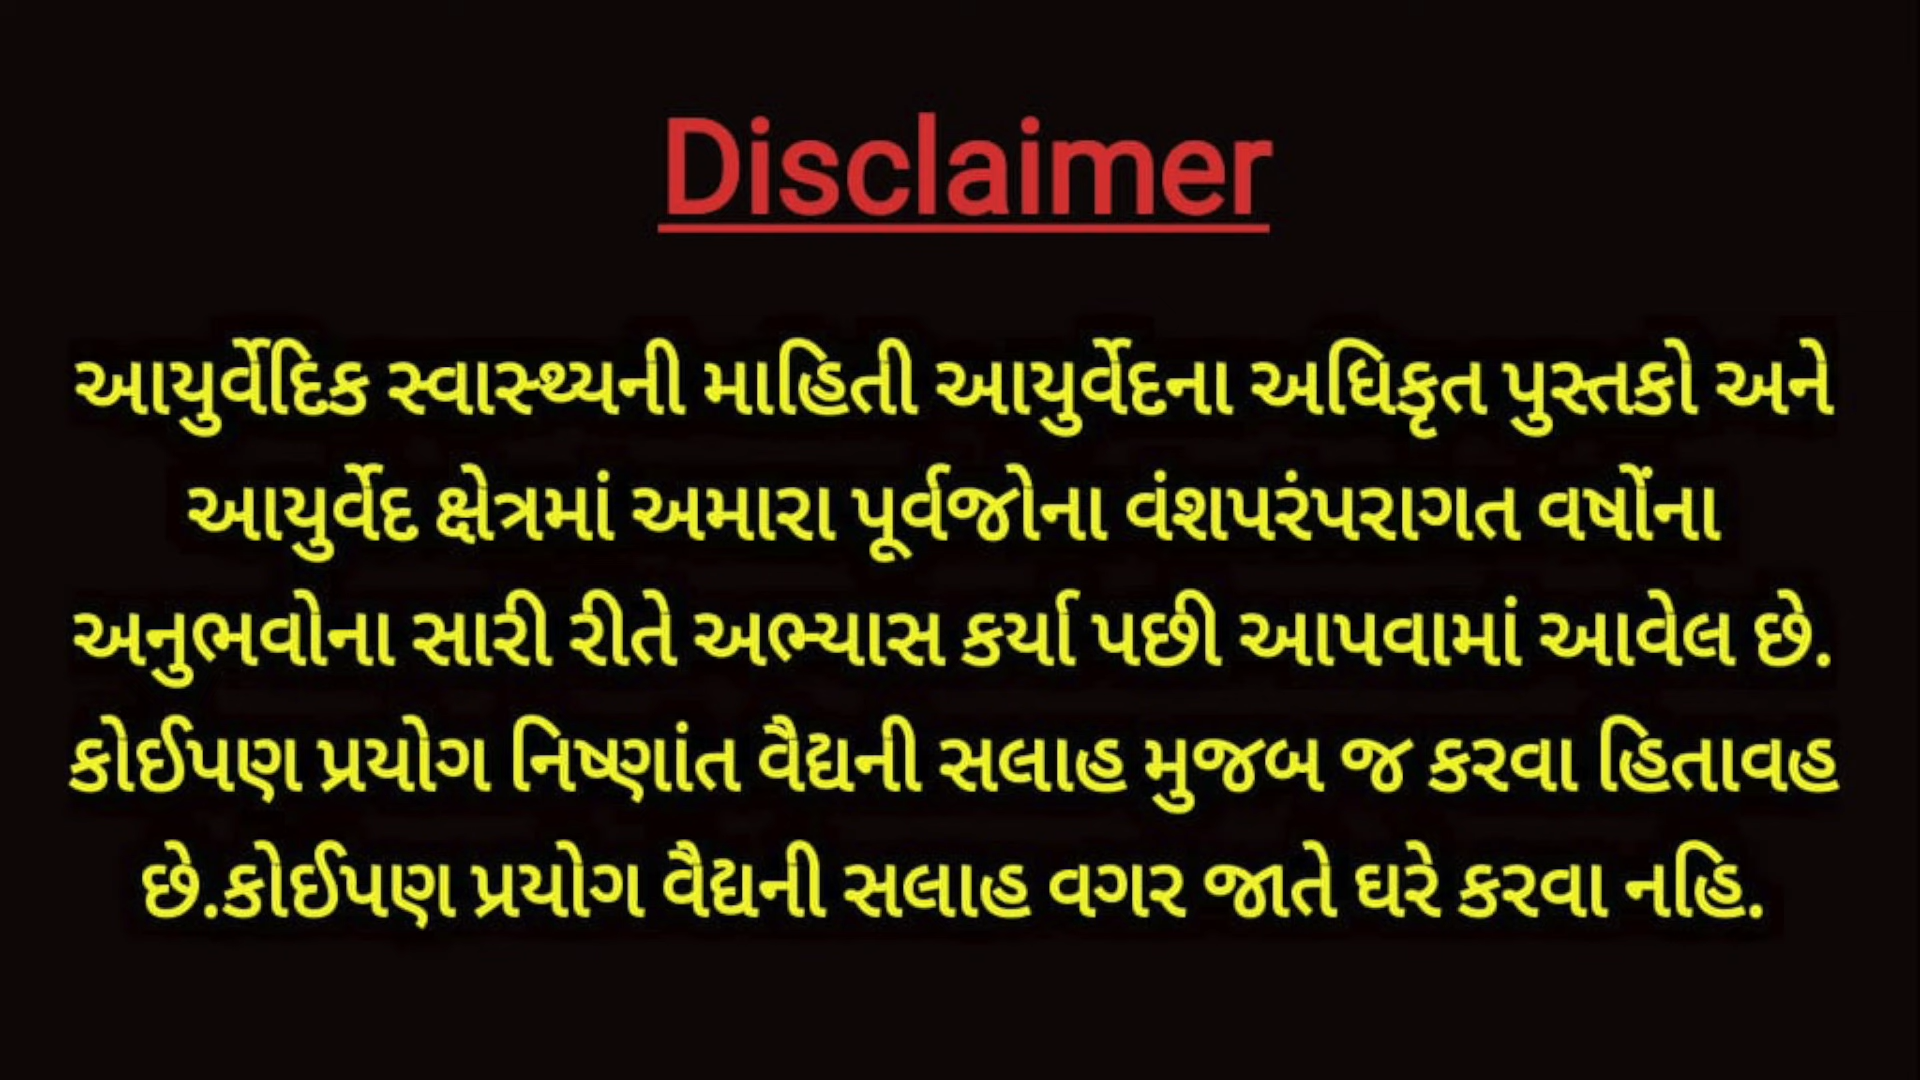 Disclaimer
આયુર્વેદિક સ્વાસ્થ્યની માહિતી આયુર્વેદના અધિકૃત પુસ્તકો અને
આયુર્વેદ ક્ષેત્રમાં અમારા પૂર્વજોના વંશપરંપરાગત વર્ષોના
અનુભવોના સારી રીતે અભ્યાસ કર્યા પછી આપવામાં આવેલ છે.
કોઈપણ પ્રયોગ નિષ્ણાંત વૈદ્યની સલાહ મુજબ જ કરવા હિતાવહ
છે.કોઈપણ પ્રયોગ વૈદ્યની સલાહ વગર જાતે ઘરે કરવા નહિ.